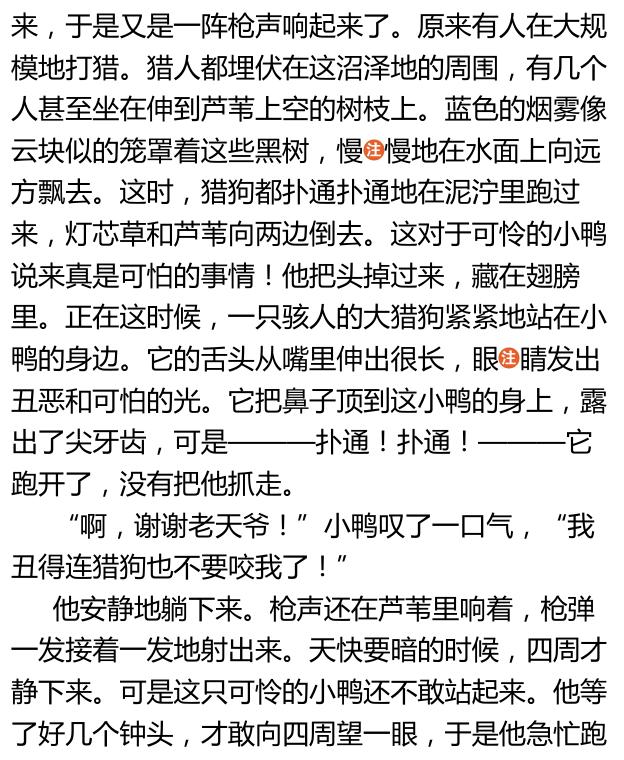 来，于是又是一阵枪声响起来了。原来有人在大规
模地打猎。猎人都埋伏在这沼泽地的周围，有几个
人甚至坐在伸到芦苇上空的树枝上。蓝色的烟雾像
云块似的笼罩着这些黑树，慢注慢地在水面上向远
方飘去。这时，猎狗都扑通扑通地在泥泞里跑过
来，灯芯草和芦苇向两边倒去。这对于可怜的小鸭
说来真是可怕的事情！他把头掉过来，藏在翅膀
里。正在这时候，一只骇人的大猎狗紧紧地站在小
鸭的身边。它的舌头从嘴里伸出很长，眼注睛发出
丑恶和可怕的光。它把鼻子顶到这小鸭的身上，露
出了尖牙齿，可是———扑通！扑通！———它
跑开了，没有把他抓走。
“啊，谢谢老天爷！”小鸭叹了一口气，“我
丑得连猎狗也不要咬我了！”
他安静地躺下来。枪声还在芦苇里响着，枪弹
一发接着一发地射出来。天快要暗的时候，四周才
静下来。可是这只可怜的小鸭还不敢站起来。他等
了好几个钟头，才敢向四周望一眼，于是他急忙跑